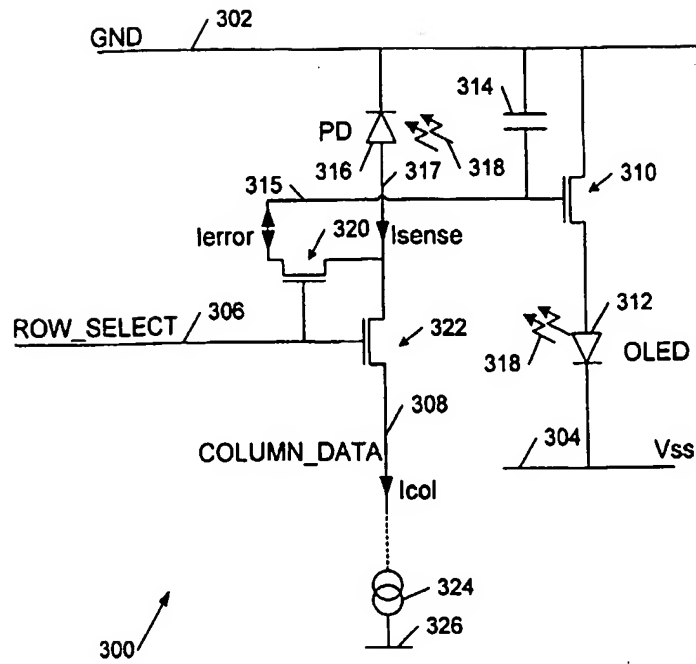 302
GND
314
PD
316
317
318
310
315
320
Ierror
Isense
306
ROW_SELECT
322
312
318
OLED
308
304
COLUMN_DATA
Vss
Icol
324
326
300